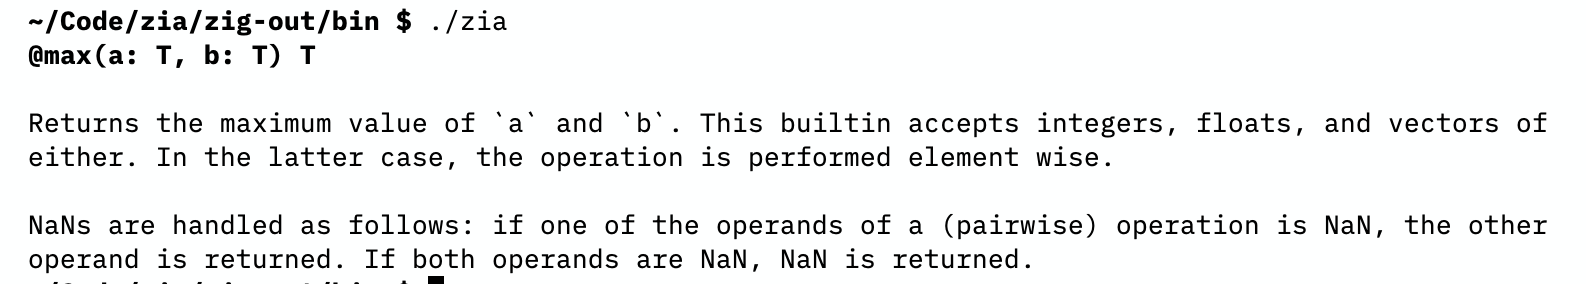 ~/Code/zia/zig-out/bin $ ./zia
@max(a: T, b: T) T
Returns the maximum value of `a` and `b`. This builtin accepts integers, floats, and vectors of
either. In the latter case, the operation is performed element wise.
NaNs are handled as follows: if one of the operands of a (pairwise) operation is NaN, the other
operand is returned. If both operands are NaN, NaN is returned.